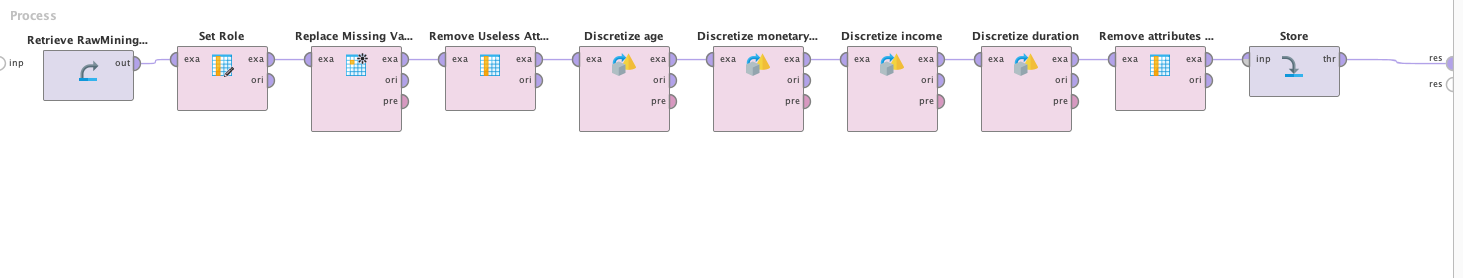 Process
Retrieve RawMining...
Set Role
Replace Missing Va...
Remove Useless Att...
Discretize age
Discretize monetary...
Discretize income
Discretize duration
Remove attributes ...
Store
inp
out
exa
exa
ori
exa
exa
ori
pre
exa
exa
ori
exa
exa
ori
pre
exa
exa
ori
pre
exa
exa
ori
pre
exa
exa
ori
pre
exa
exa
ori
inp
thr
res
res